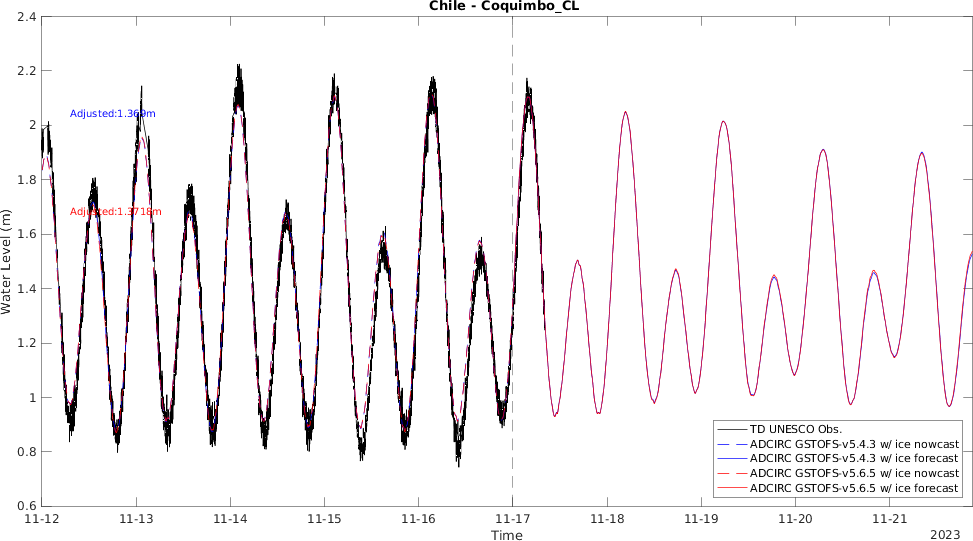 Chile - Coquimbo_CL
2.4
2.2
2
1.8
1.6
1.4
1.2
1
0.8
0.6
Water Level (m)
Adjusted:1.369m
Adjusted:1.3718m
TD UNESCO Obs.
ADCIRC GSTOFS-v5.4.3 w/ ice nowcast
ADCIRC GSTOFS-v5.4.3 w/ ice forecast
ADCIRC GSTOFS-v5.6.5 w/ ice nowcast
ADCIRC GSTOFS-v5.6.5 w/ ice forecast
11-12 11-13 11-14 11-15 11-16 11-17 11-18 11-19 11-20 11-21
Time
2023